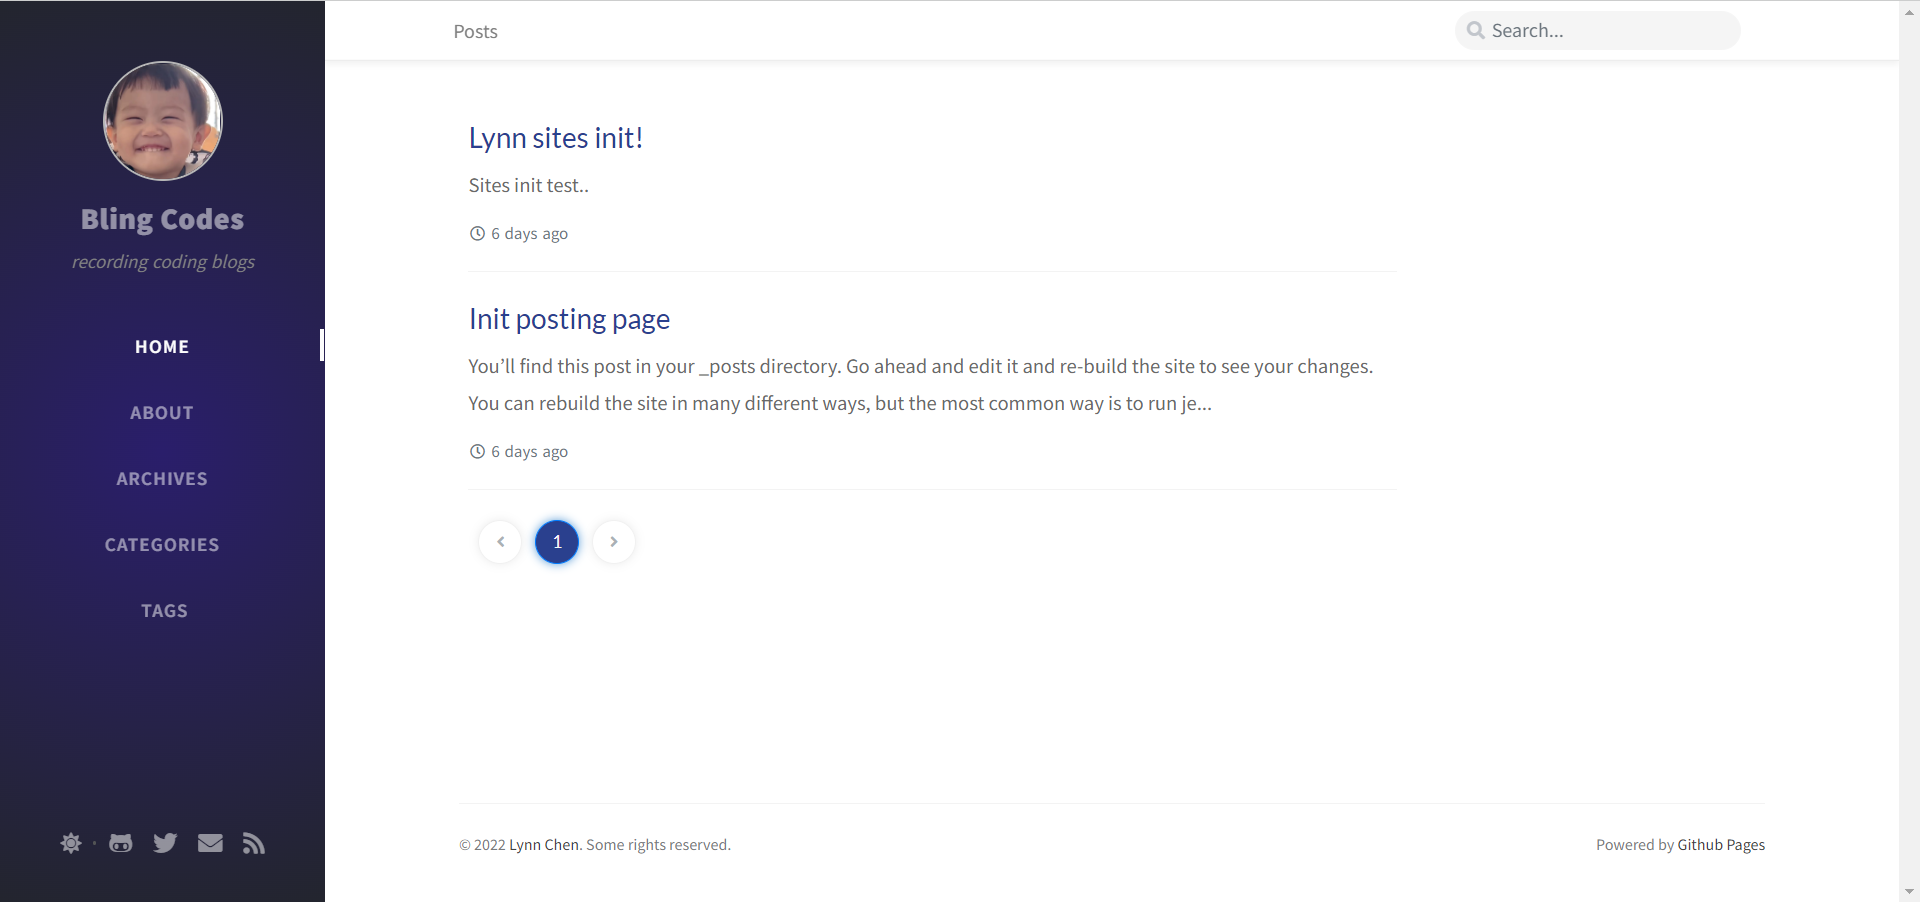 Bling Codes
recording coding blogs
HOME
ABOUT
ARCHIVES
CATEGORIES
TAGS
Posts
Search...
Lynn sites init!
Sites init test..
6 days ago
Init posting page
You’ll find this post in your _posts directory. Go ahead and edit it and re-build the site to see your changes.
You can rebuild the site in many different ways, but the most common way is to run je...
6 days ago
1
© 2022 Lynn Chen. Some rights reserved.
Powered by Github Pages